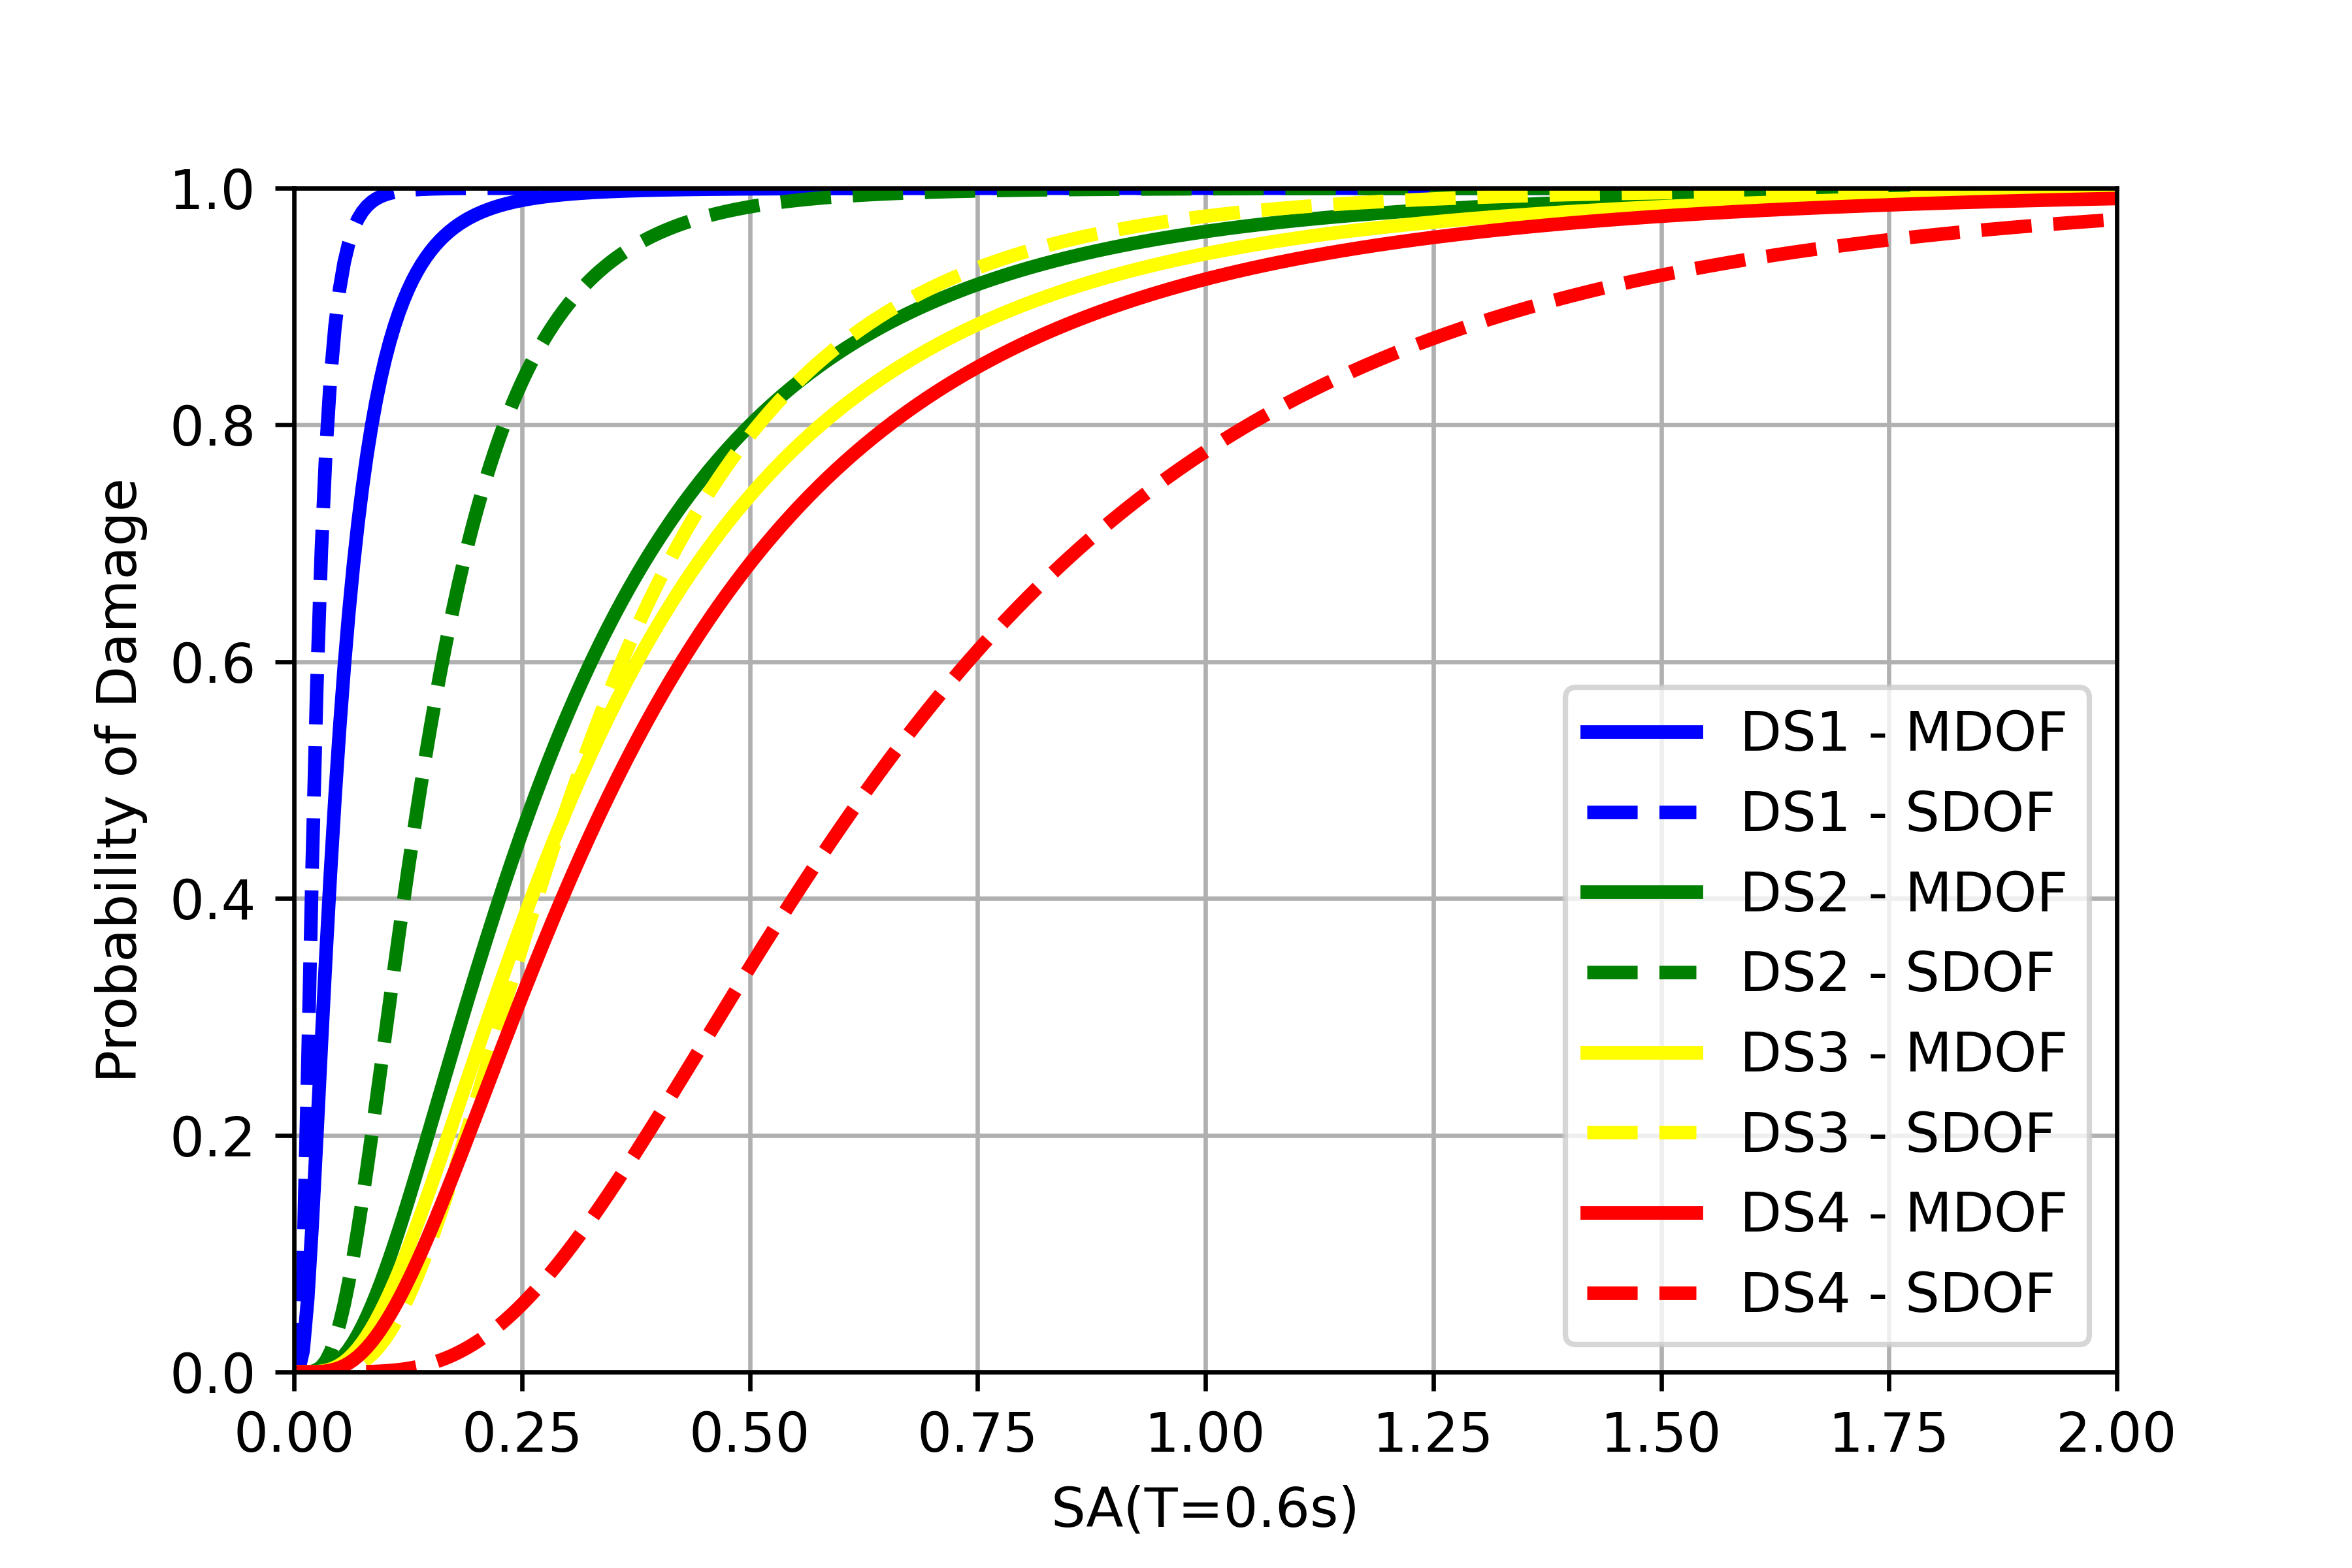 1.0
0.8
0.6
0.4
0.2
0.0
Probability of Damage
0.00 0.25 0.50 0.75 1.00 1.25 1.50 1.75 2.00
SA(T=0.6s)
DS1 - MDOF
DS1 - SDOF
DS2 - MDOF
DS2 - SDOF
DS3 - MDOF
DS3 - SDOF
DS4 - MDOF
DS4 - SDOF